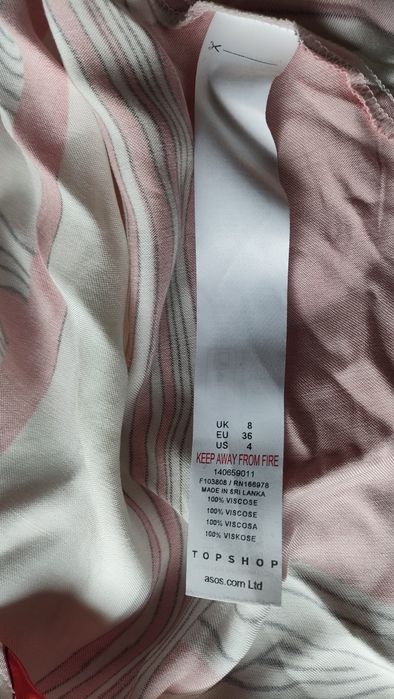 UK 8
EU 36
US 4
KEEP AWAY FROM FIRE
140659011
F103808 / RN166978
MADE IN SRI LANKA
100% VISCOSE
100% VISCOSE
100% VISCOSA
100% VISKOSE
TOPSHOP
asos.com Ltd